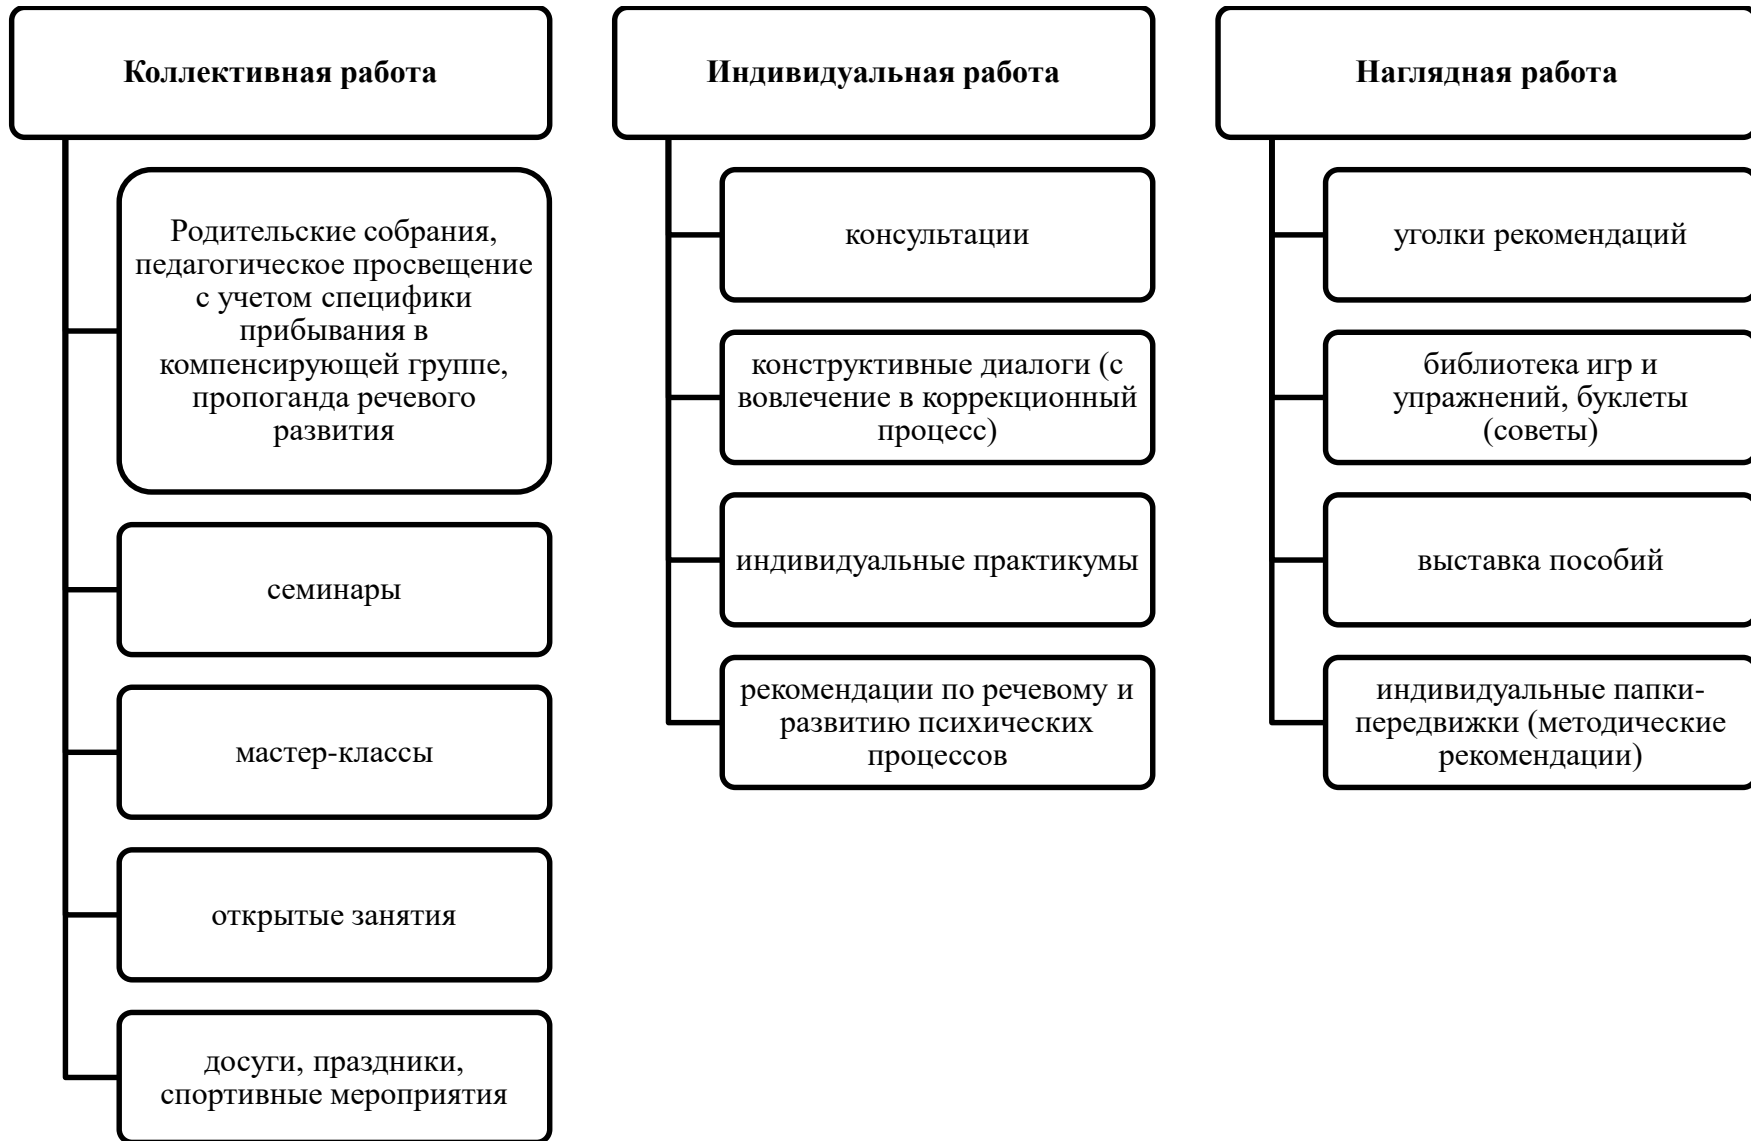 Коллективная работа
Родительские собрания,
педагогическое просвещение
с учетом специфики
прибывания в
компенсирующей группе,
пропоганда речевого
развития
семинары
мастер-классы
открытые занятия
досуги, праздники,
спортивные мероприятия
Индивидуальная работа
консультации
конструктивные диалоги (с
вовлечение в коррекционный
процесс)
индивидуальные практикумы
рекомендации по речевому и
развитию психических
процессов
Наглядная работа
уголки рекомендаций
библиотека игр и
упражнений, буклеты
(советы)
выставка пособий
индивидуальные папки-
передвижки (методические
рекомендации)